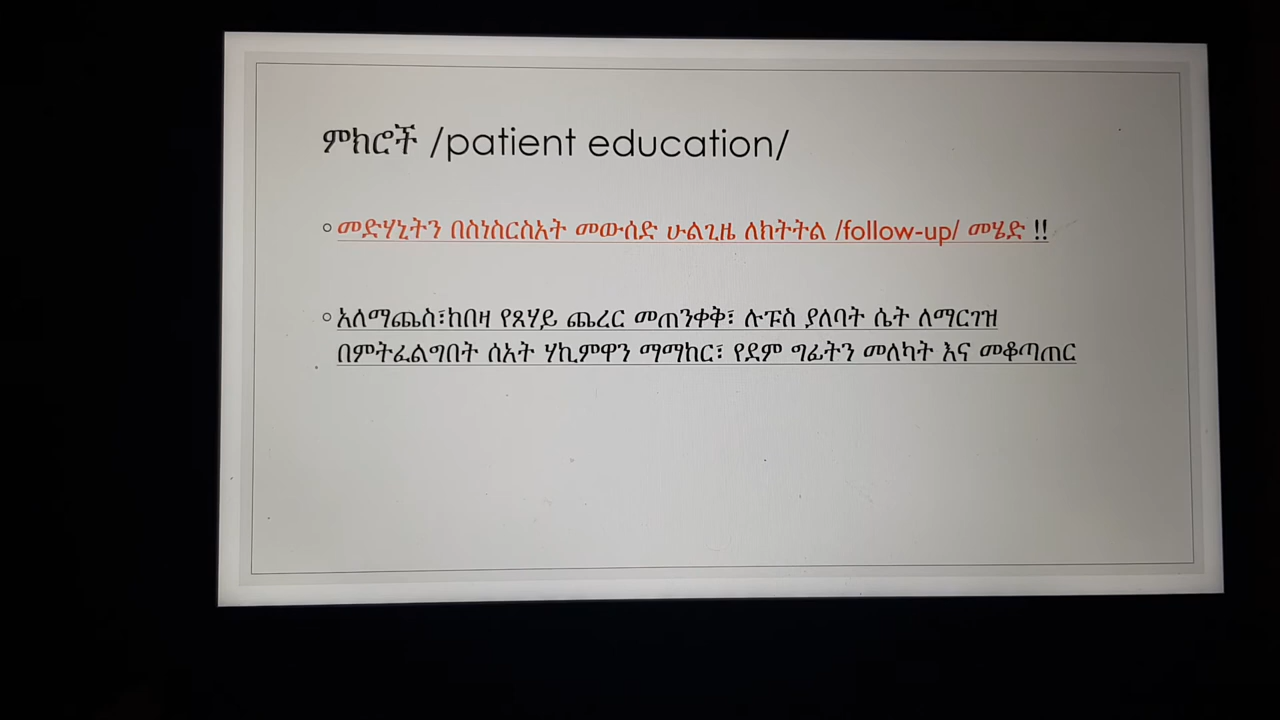 ምክሮች /patient education/
መድሃኒትን በስነስርስአት መውሰድ ሁልጊዜ ለክትትል /follow-up/ መሄድ !!
አለማጨስ፣ከበዛ የጸሃይ ጨረር መጠንቀቅ፣ ሉፑስ ያለባት ሴት ለማርገዝ
በምትፈልግበት ሰአት ሃኪምዋን ማማከር፣ የደም ግፊትን መለካት እና መቆጣጠር